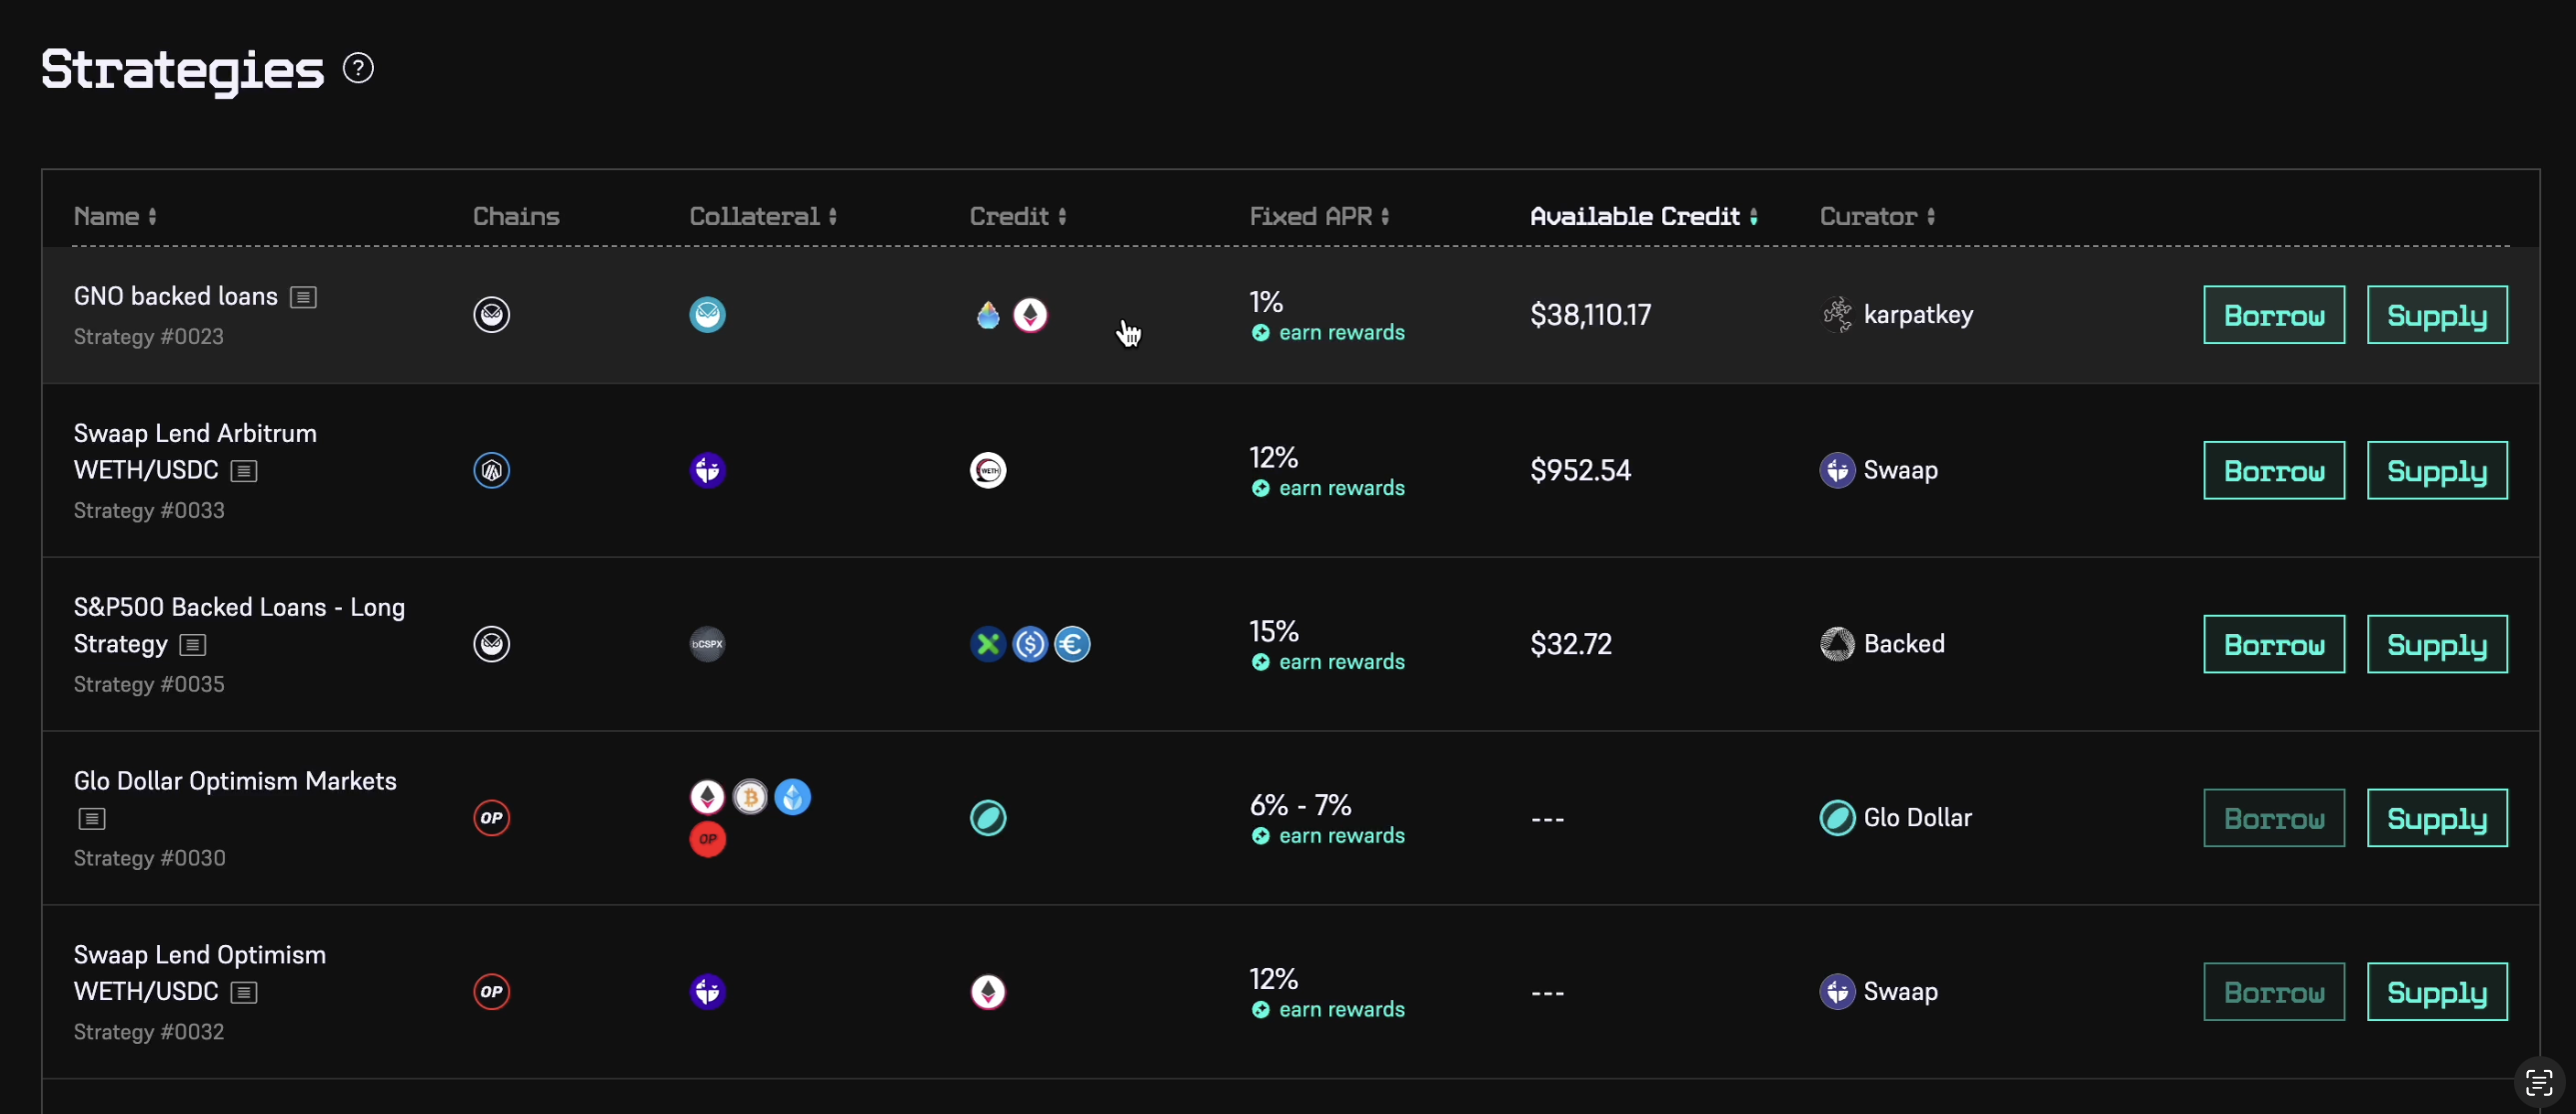 Strategies ?
Name Chains Collateral Credit Fixed APR Available Credit Curator
GNO backed loans
Strategy #0023
1%
earn rewards
$38,110.17
karpatkey
Borrow Supply
Swaap Lend Arbitrum
WETH/USDC
Strategy #0033
WETH
12%
earn rewards
$952.54
Swaap
Borrow Supply
S&P500 Backed Loans - Long
Strategy
Strategy #0035
bCSPX
15%
earn rewards
$32.72
Backed
Borrow Supply
Glo Dollar Optimism Markets
Strategy #0030
OP
OP
6% - 7%
earn rewards
---
Glo Dollar
Borrow Supply
Swaap Lend Optimism
WETH/USDC
Strategy #0032
OP
12%
earn rewards
---
Swaap
Borrow Supply